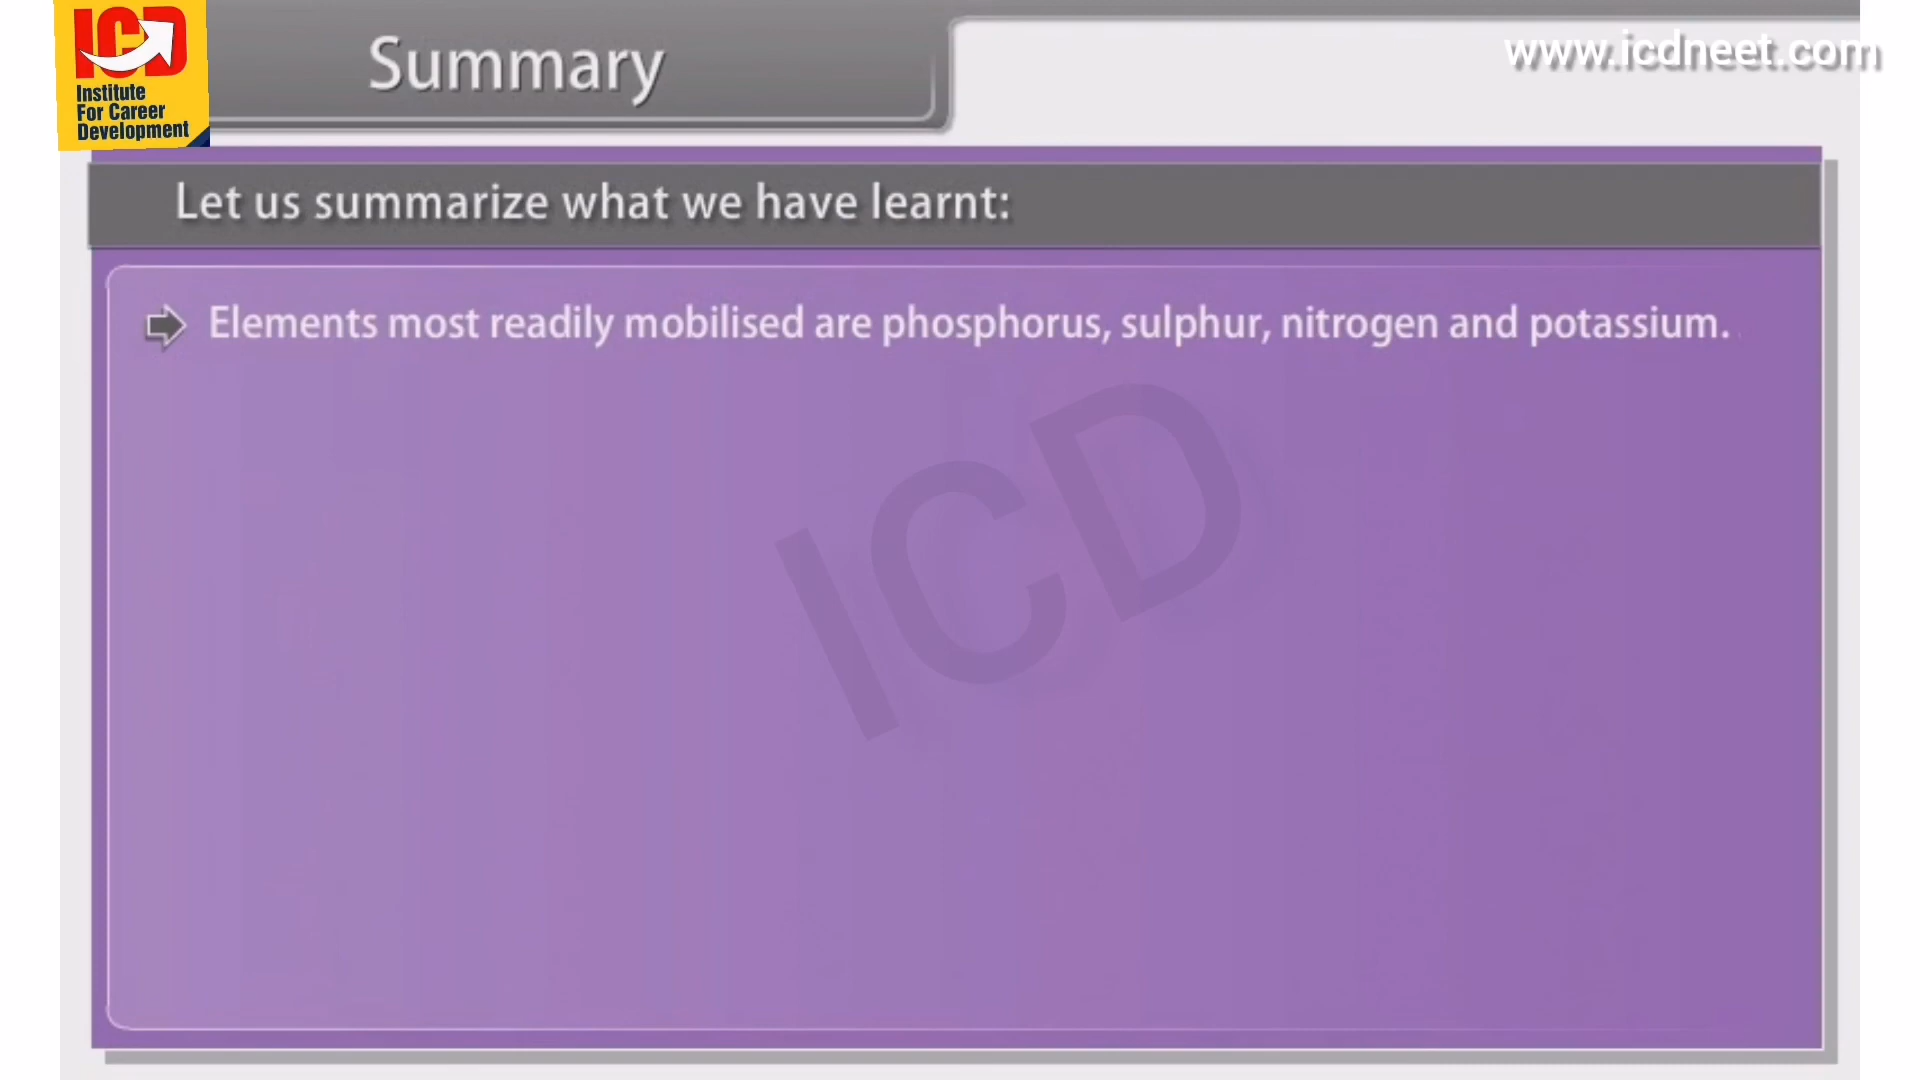 ICD
Institute
For Career
Development
Summary
www.icdneet.com
Let us summarize what we have learnt:
Elements most readily mobilised are phosphorus, sulphur, nitrogen and potassium.
ICD